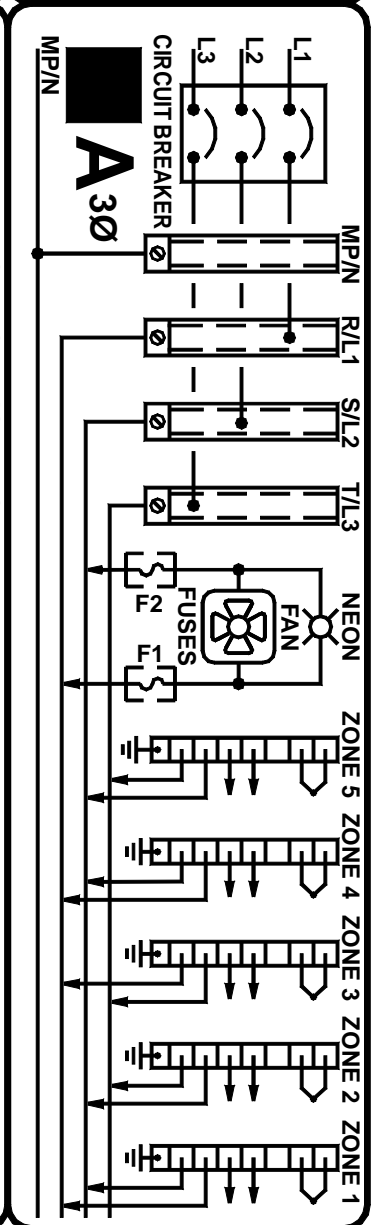 MP/N
A 3Ø
CIRCUIT BREAKER
L3
L2
L1
MP/N
R/L1
S/L2
T/L3
F2
FUSES
F1
FAN
NEON
ZONE 5
ZONE 4
ZONE 3
ZONE 2
ZONE 1